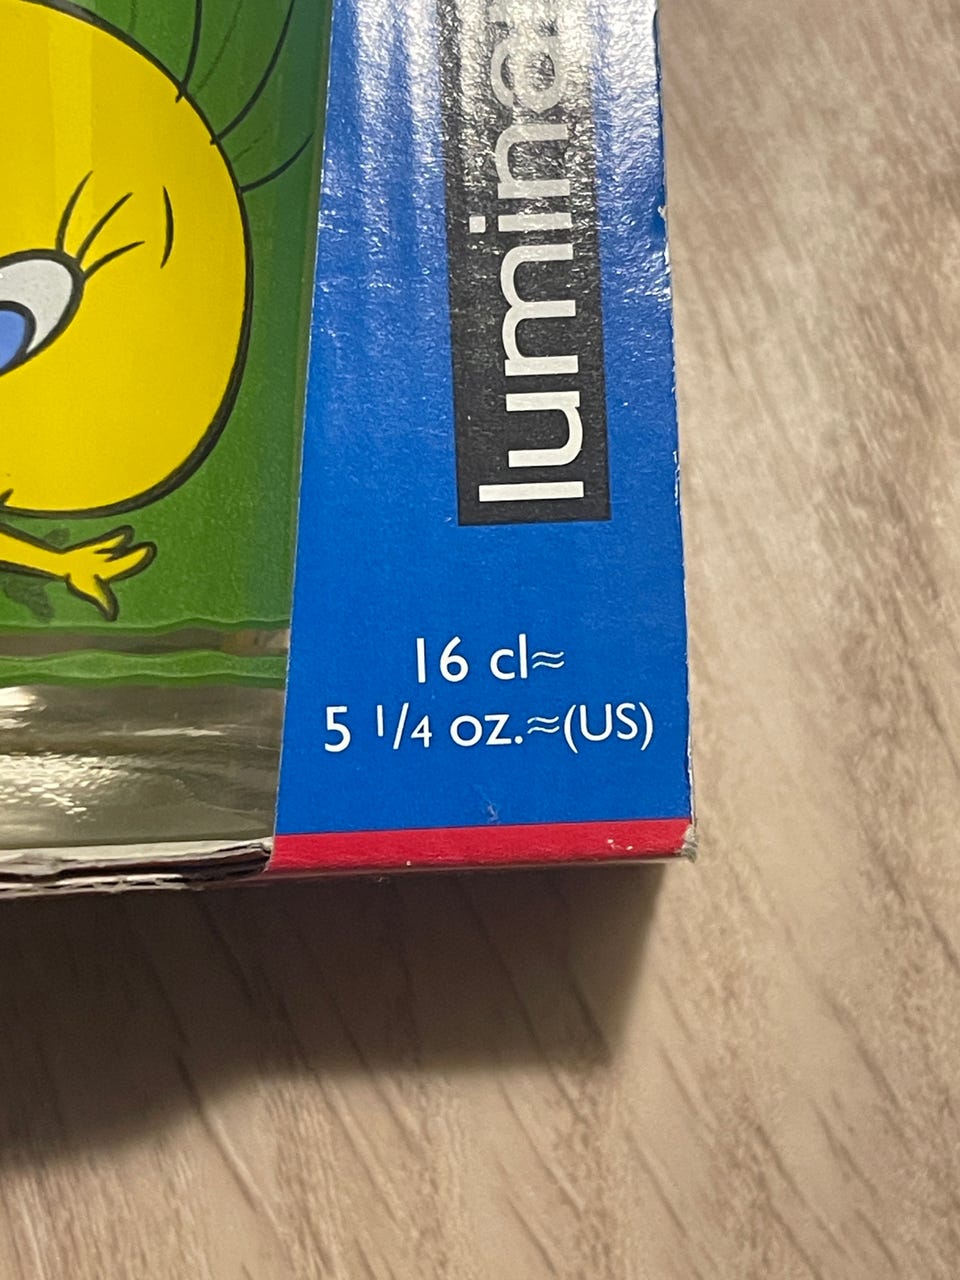 lumina
16 cl≈
5 1/4 oz.≈(US)